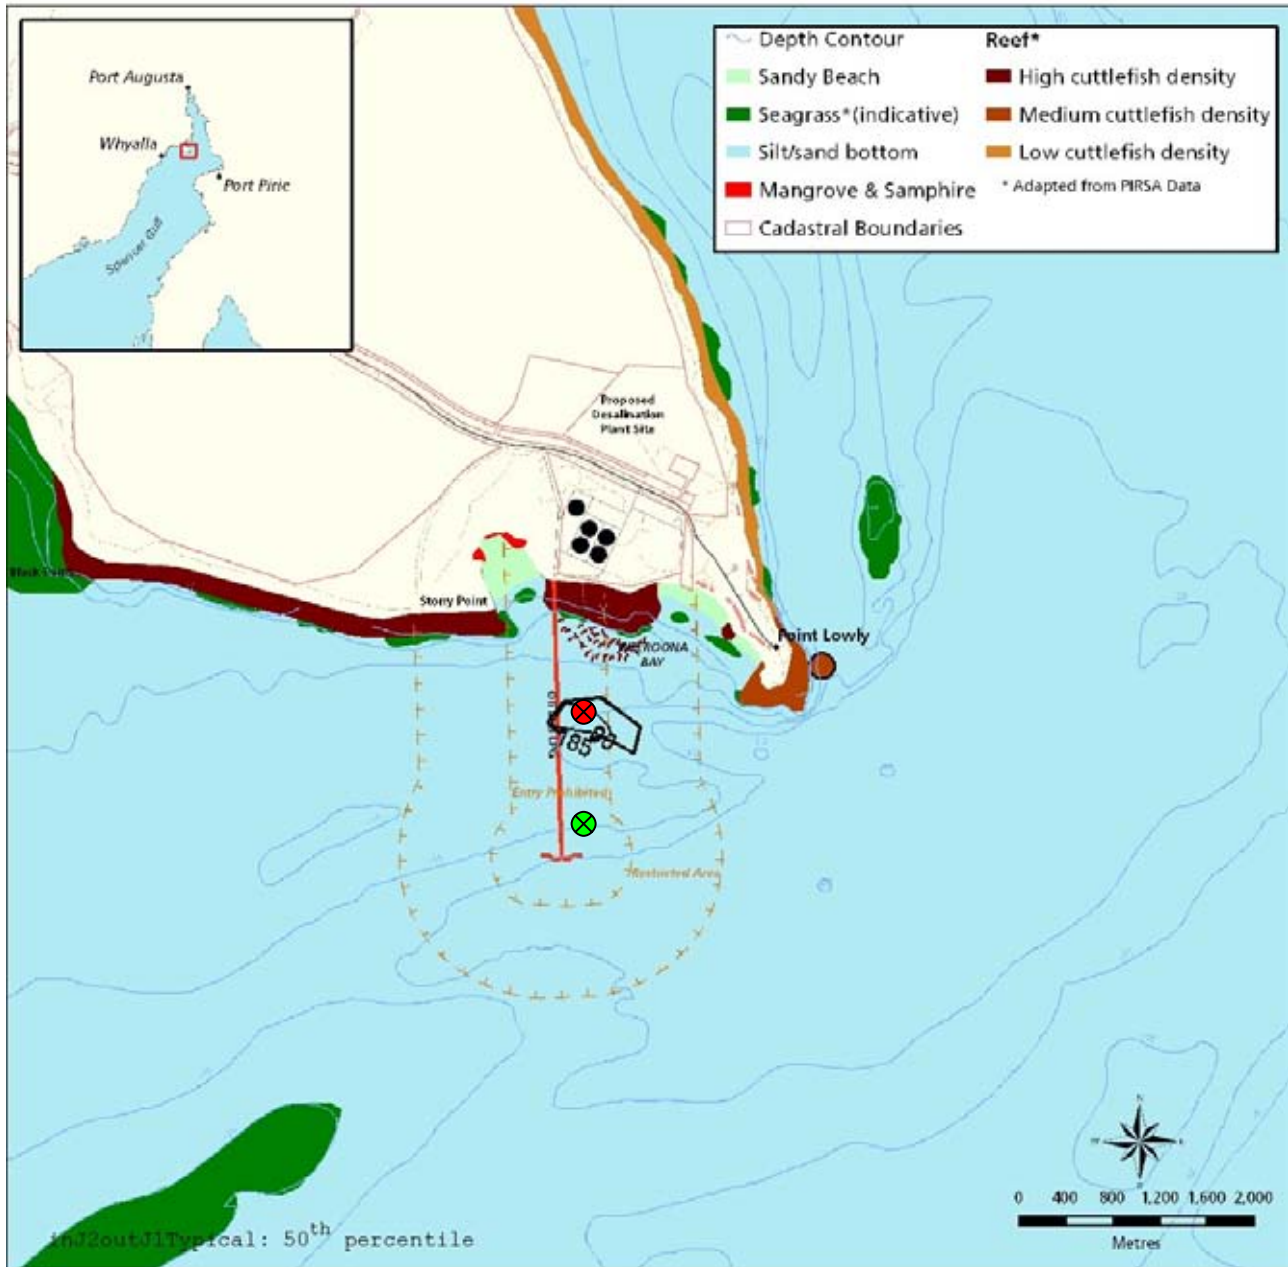 Port Augusta
Whyalla
Port Pirie
Spencer Gulf
Depth Contour
Sandy Beach
Seagrass*(indicative)
Silt/sand bottom
Mangrove & Samphire
Cadastral Boundaries
Reef*
High cuttlefish density
Medium cuttlefish density
Low cuttlefish density
* Adapted from PIRSA Data
Proposed
Desalination
Plant Site
Stony Point
Point Lowly
BAY
Entry Prohibited
Restricted Area
N
0 400 800 1,200 1,600 2,000
Metres
inJ2outJ1Typical: 50th percentile